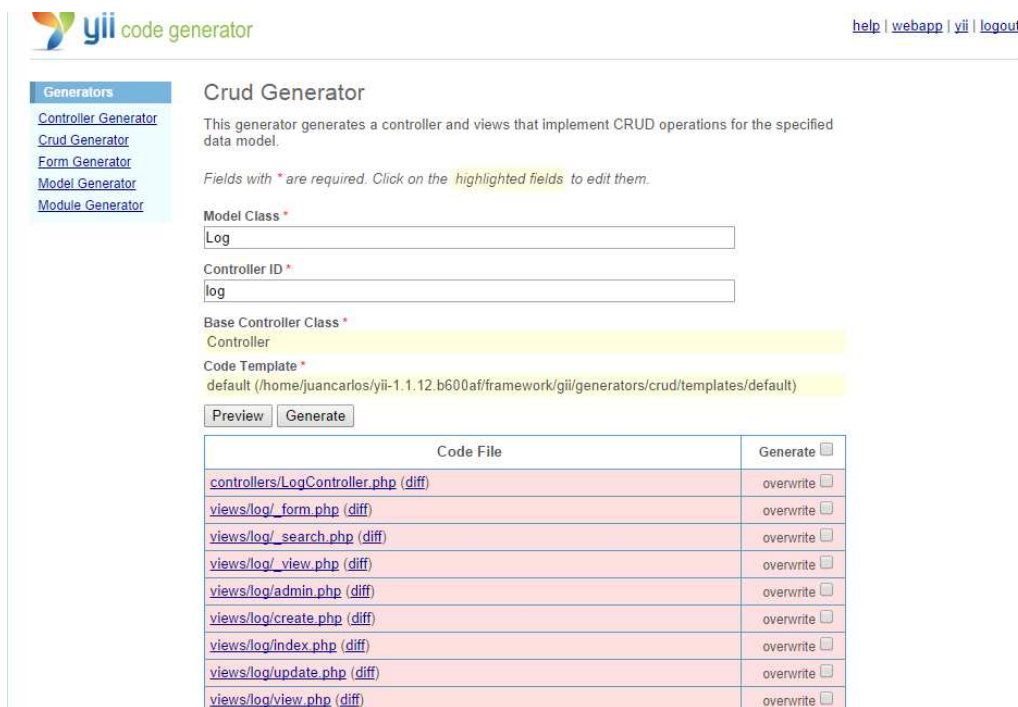 yii code generator
help | webapp | yii | logout
Generators
Controller Generator
Crud Generator
Form Generator
Model Generator
Module Generator
Crud Generator
This generator generates a controller and views that implement CRUD operations for the specified
data model.
Fields with * are required. Click on the highlighted fields to edit them.
Model Class *
Log
Controller ID *
log
Base Controller Class *
Controller
Code Template *
default (/home/juancarlos/yii-1.1.12.b600af/framework/gii/generators/crud/templates/default)
Preview Generate
Code File Generate
controllers/LogController.php (diff) overwrite
views/log/_form.php (diff) overwrite
views/log/_search.php (diff) overwrite
views/log/_view.php (diff) overwrite
views/log/admin.php (diff) overwrite
views/log/create.php (diff) overwrite
views/log/index.php (diff) overwrite
views/log/update.php (diff) overwrite
views/log/view.php (diff) overwrite